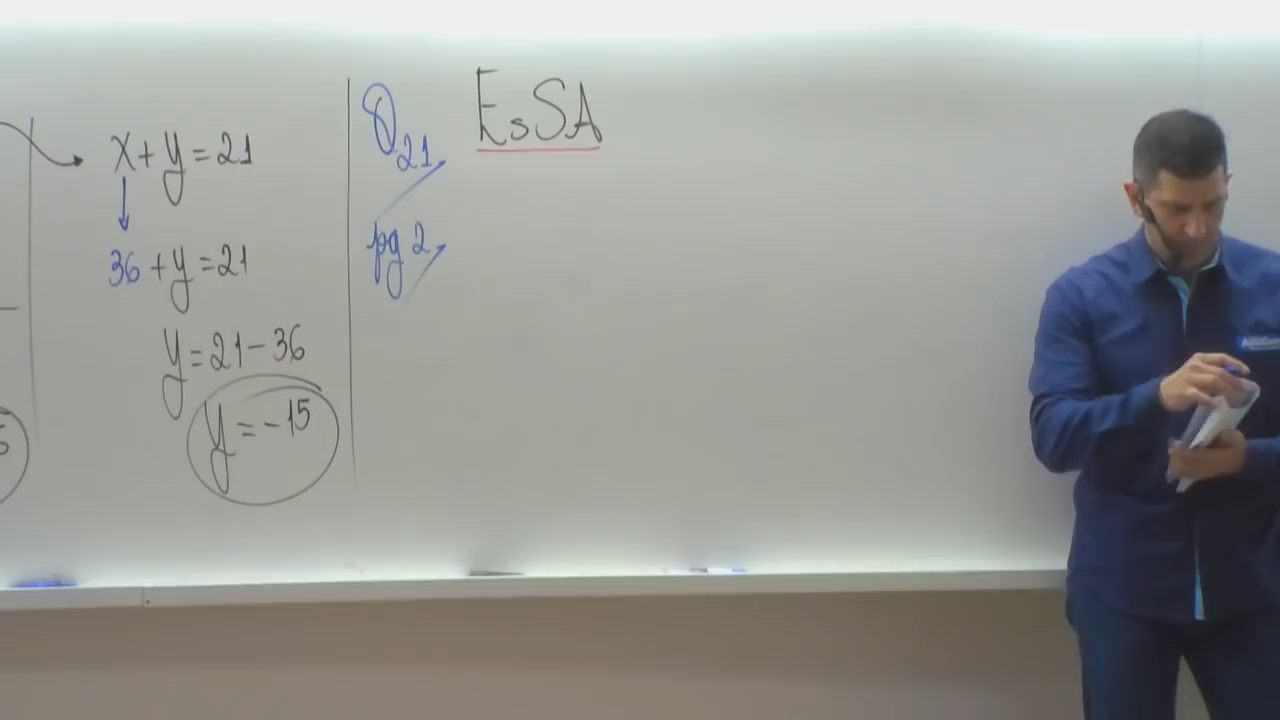 x + y = 21
36 + y = 21
y = 21 - 36
y = -15
Q21
pg 2
EsSA